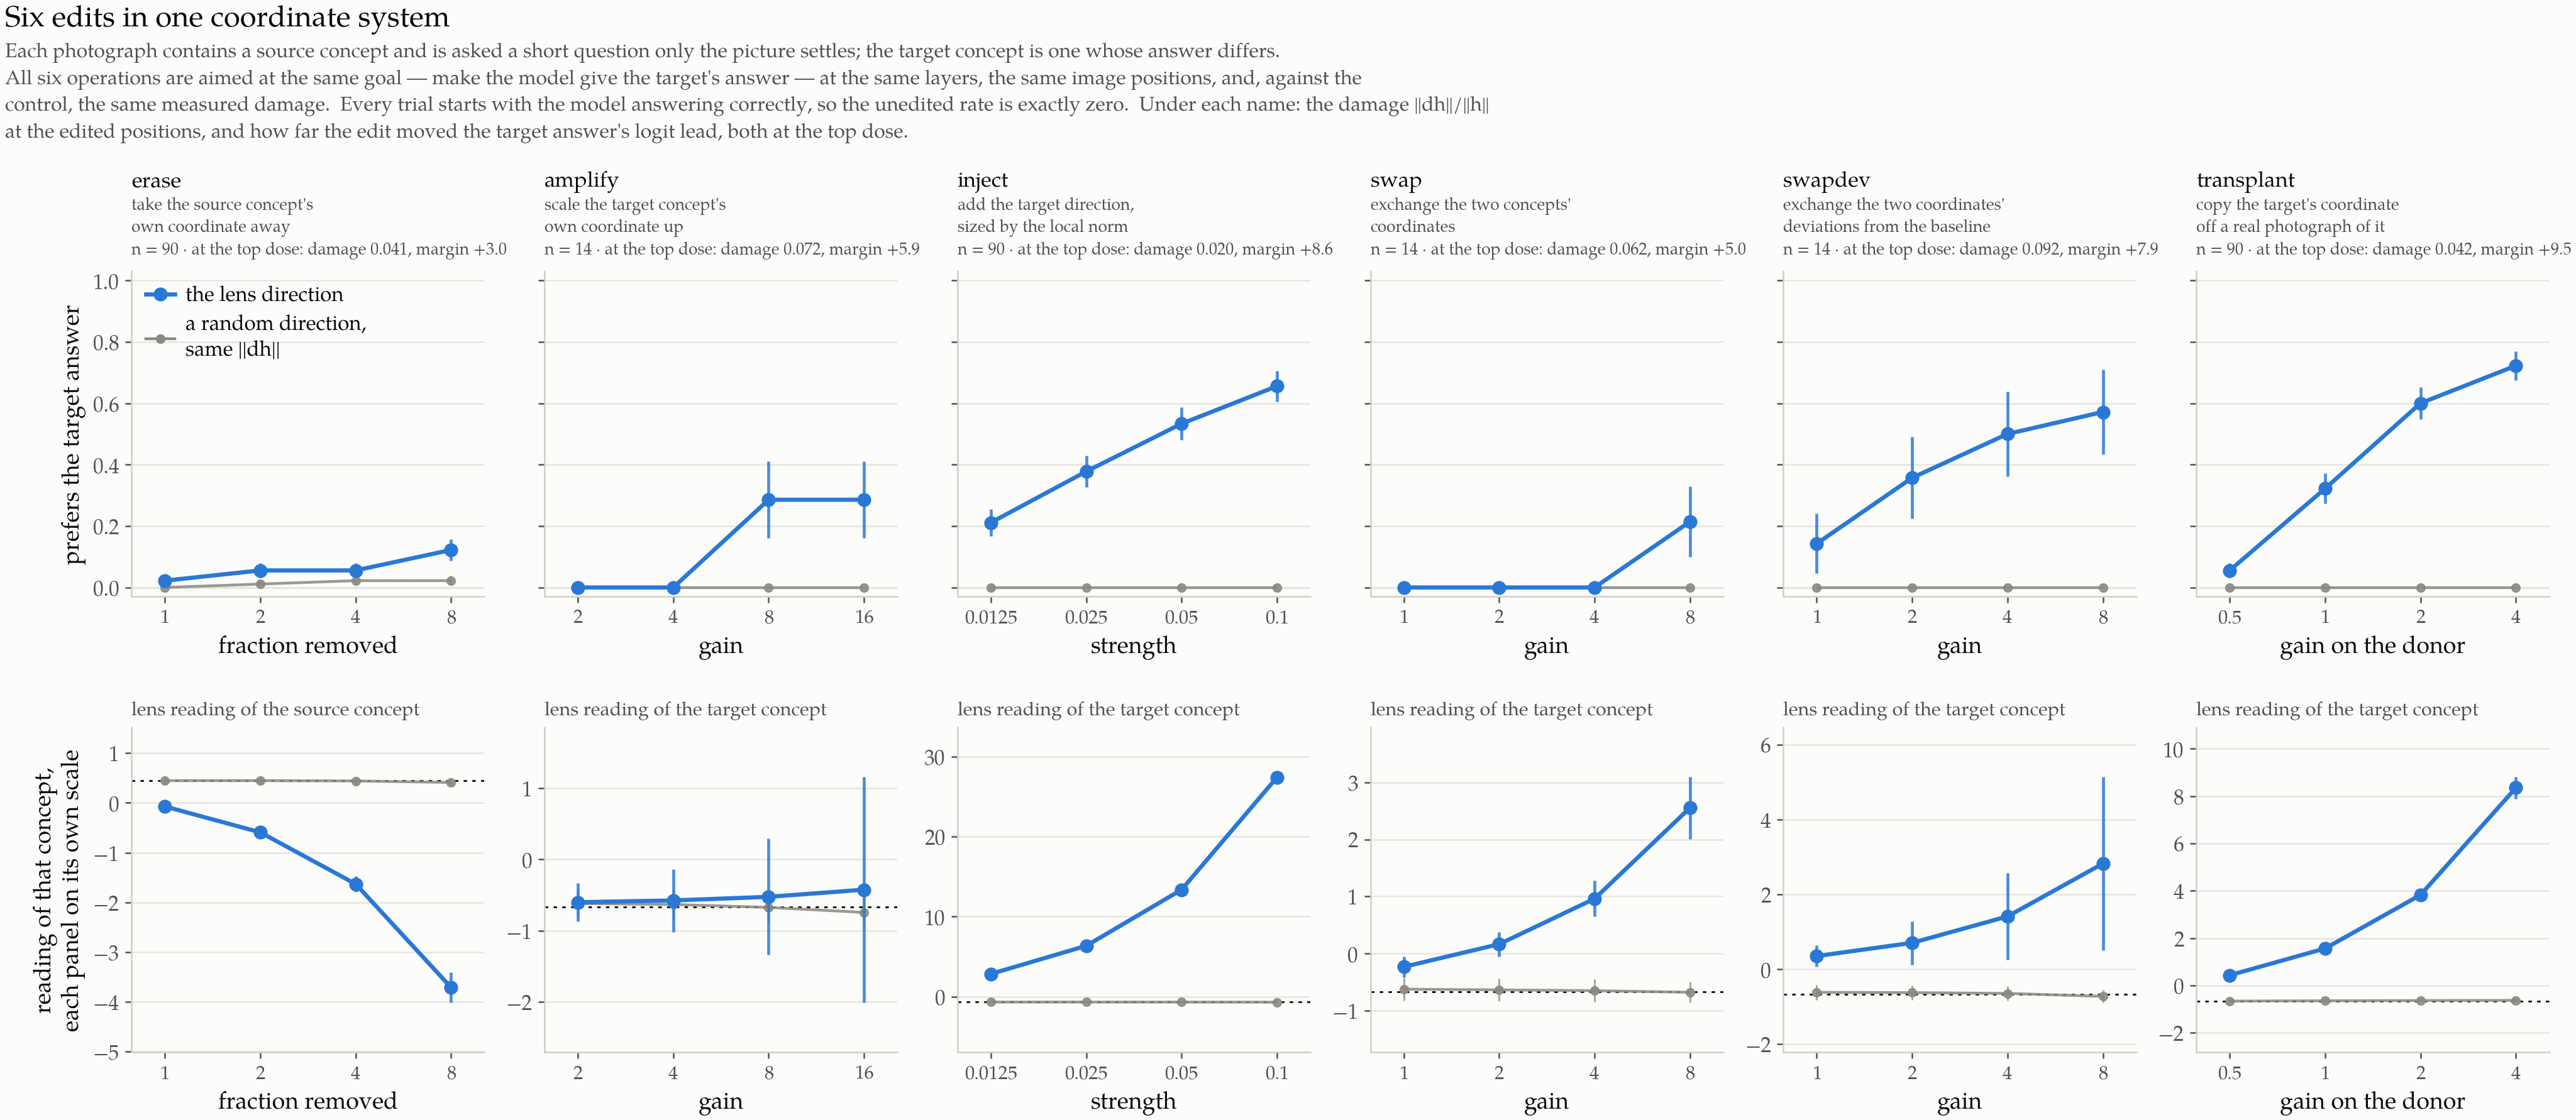 Six edits in one coordinate system
Each photograph contains a source concept and is asked a short question only the picture settles; the target concept is one whose answer differs.
All six operations are aimed at the same goal — make the model give the target's answer — at the same layers, the same image positions, and, against the
control, the same measured damage.  Every trial starts with the model answering correctly, so the unedited rate is exactly zero.  Under each name: the damage ||dh||/||h||
at the edited positions, and how far the edit moved the target answer's logit lead, both at the top dose.
erase
take the source concept's
own coordinate away
n = 90 · at the top dose: damage 0.041, margin +3.0
amplify
scale the target concept's
own coordinate up
n = 14 · at the top dose: damage 0.072, margin +5.9
inject
add the target direction,
sized by the local norm
n = 90 · at the top dose: damage 0.020, margin +8.6
swap
exchange the two concepts'
coordinates
n = 14 · at the top dose: damage 0.062, margin +5.0
swapdev
exchange the two coordinates'
deviations from the baseline
n = 14 · at the top dose: damage 0.092, margin +7.9
transplant
copy the target's coordinate
off a real photograph of it
n = 90 · at the top dose: damage 0.042, margin +9.5
prefers the target answer
1.0
0.8
0.6
0.4
0.2
0.0
the lens direction
a random direction,
same ||dh||
1 2 4 8
fraction removed
2 4 8 16
gain
0.0125 0.025 0.05 0.1
strength
1 2 4 8
gain
1 2 4 8
gain
0.5 1 2 4
gain on the donor
reading of that concept,
each panel on its own scale
lens reading of the source concept
1
0
−1
−2
−3
−4
−5
1 2 4 8
fraction removed
lens reading of the target concept
1
0
−1
−2
2 4 8 16
gain
lens reading of the target concept
30
20
10
0
0.0125 0.025 0.05 0.1
strength
lens reading of the target concept
3
2
1
0
−1
1 2 4 8
gain
lens reading of the target concept
6
4
2
0
−2
1 2 4 8
gain
lens reading of the target concept
10
8
6
4
2
0
−2
0.5 1 2 4
gain on the donor